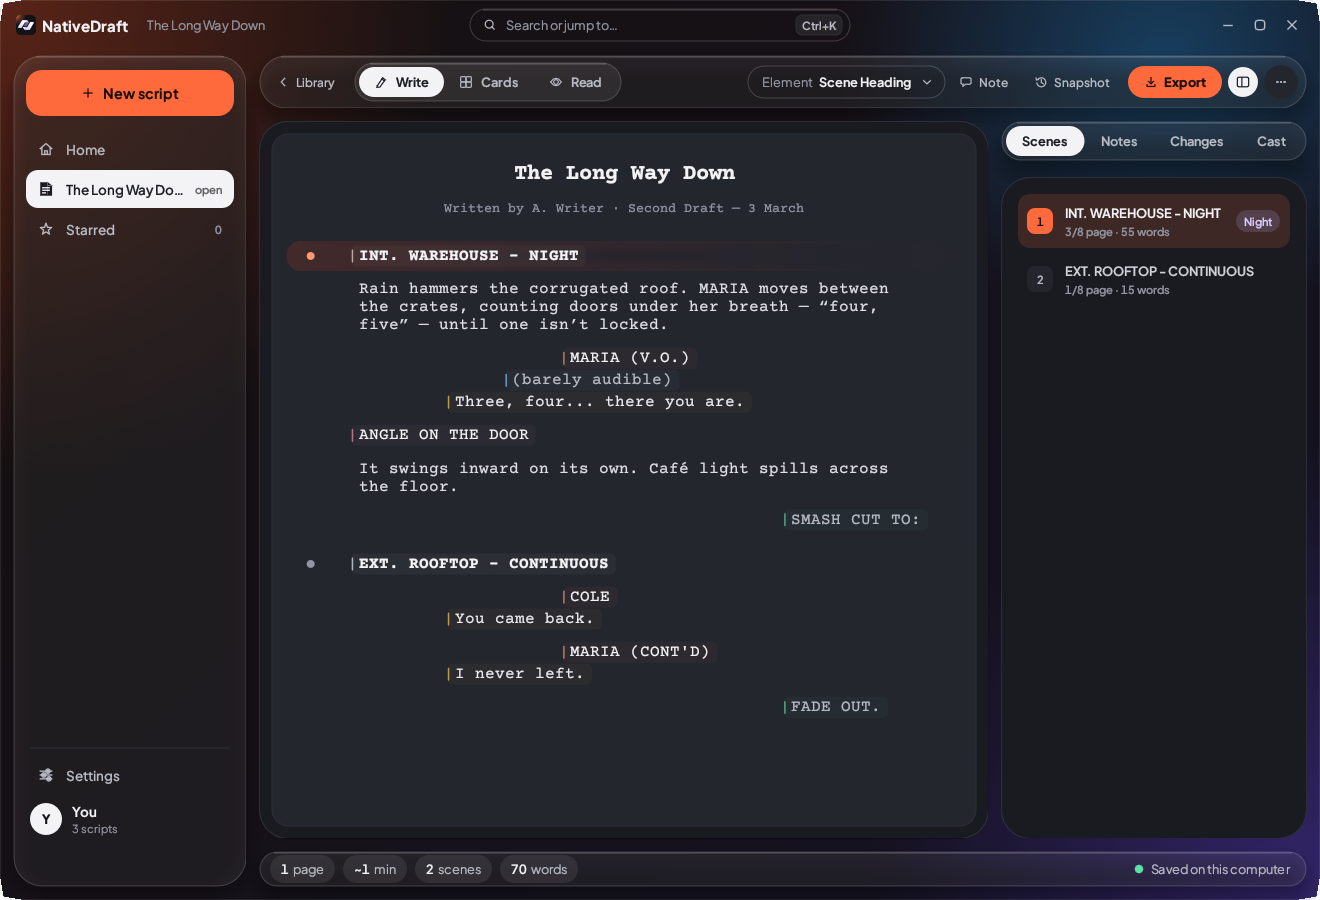 NativeDraft
The Long Way Down
Search or jump to...
Ctrl+K
New script
Home
The Long Way Do...
open
Starred
0
Settings
Y
You
3 scripts
Library
Write
Cards
Read
Element Scene Heading
Note
Snapshot
Export
The Long Way Down
Written by A. Writer · Second Draft — 3 March
INT. WAREHOUSE - NIGHT
Rain hammers the corrugated roof. MARIA moves between
the crates, counting doors under her breath — “four,
five” — until one isn’t locked.
MARIA (V.O.)
(barely audible)
Three, four... there you are.
ANGLE ON THE DOOR
It swings inward on its own. Café light spills across
the floor.
SMASH CUT TO:
EXT. ROOFTOP - CONTINUOUS
COLE
You came back.
MARIA (CONT'D)
I never left.
FADE OUT.
Scenes
Notes
Changes
Cast
1
INT. WAREHOUSE - NIGHT
3/8 page · 55 words
Night
2
EXT. ROOFTOP - CONTINUOUS
1/8 page · 15 words
1 page
~1 min
2 scenes
70 words
Saved on this computer